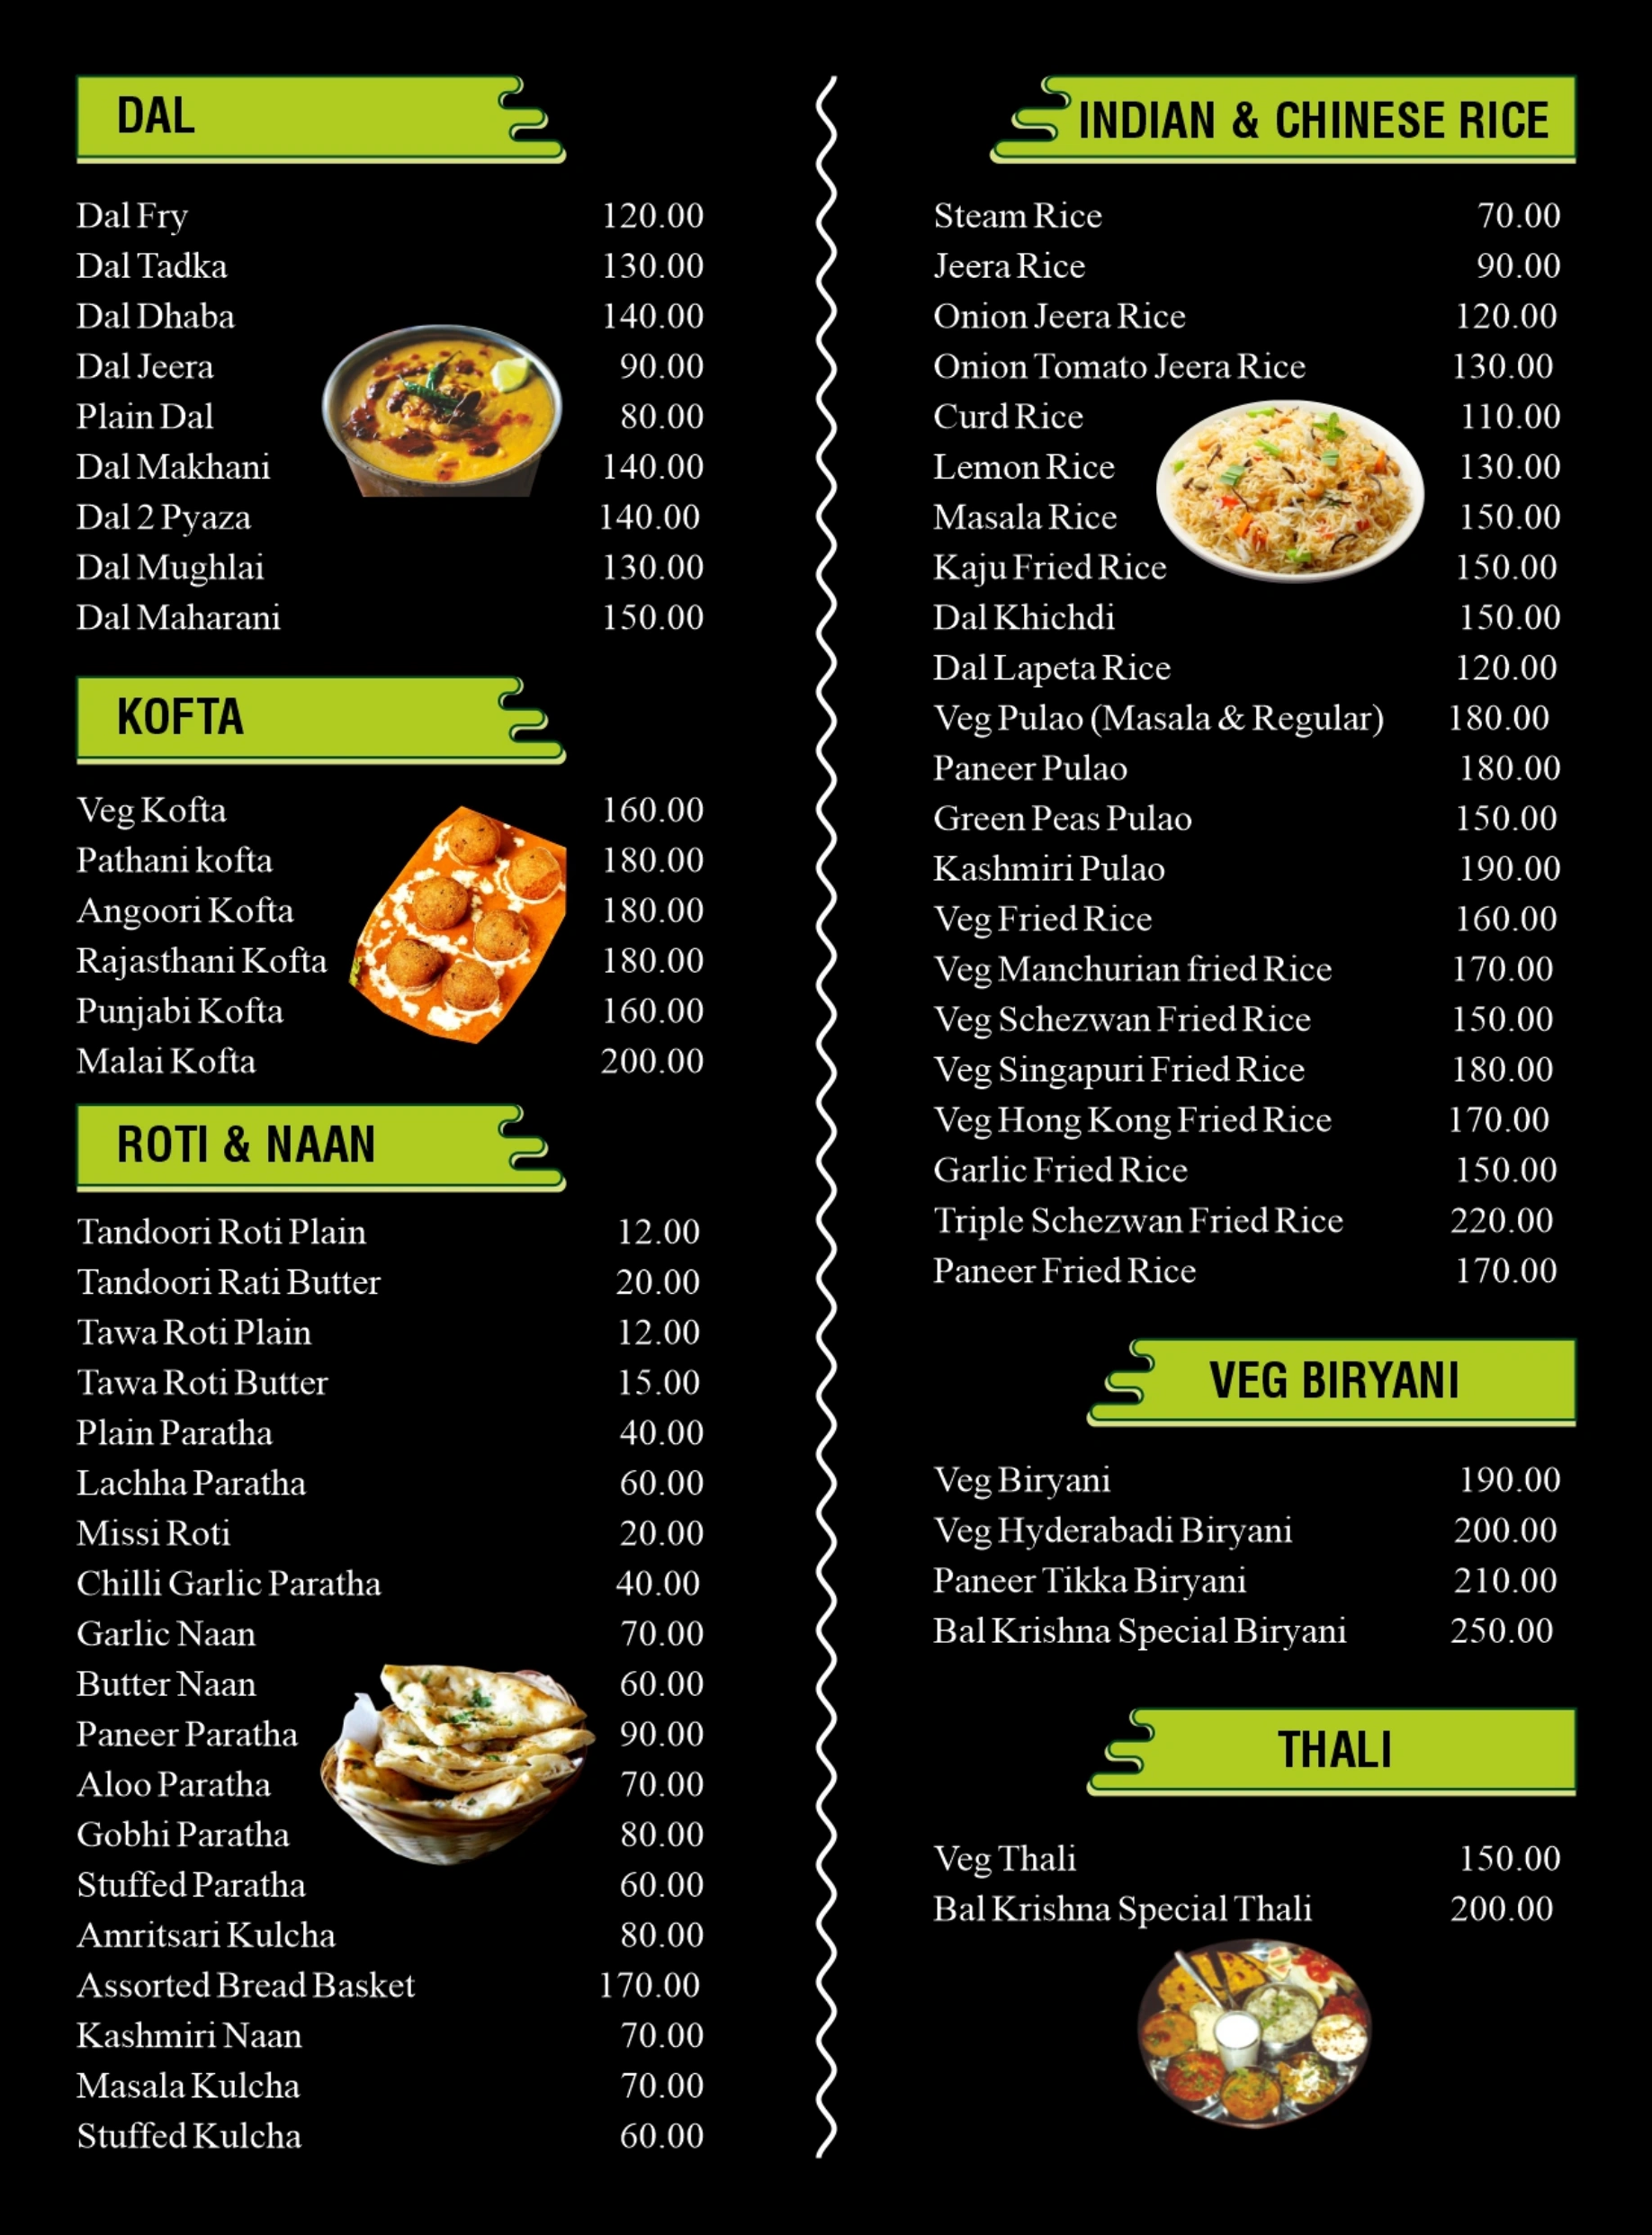 DAL
Dal Fry 120.00
Dal Tadka 130.00
Dal Dhaba 140.00
Dal Jeera 90.00
Plain Dal 80.00
Dal Makhani 140.00
Dal 2 Pyaza 140.00
Dal Mughlai 130.00
Dal Maharani 150.00
KOFTA
Veg Kofta 160.00
Pathani kofta 180.00
Angoori Kofta 180.00
Rajasthani Kofta 180.00
Punjabi Kofta 160.00
Malai Kofta 200.00
ROTI & NAAN
Tandoori Roti Plain 12.00
Tandoori Rati Butter 20.00
Tawa Roti Plain 12.00
Tawa Roti Butter 15.00
Plain Paratha 40.00
Lachha Paratha 60.00
Missi Roti 20.00
Chilli Garlic Paratha 40.00
Garlic Naan 70.00
Butter Naan 60.00
Paneer Paratha 90.00
Aloo Paratha 70.00
Gobhi Paratha 80.00
Stuffed Paratha 60.00
Amritsari Kulcha 80.00
Assorted Bread Basket 170.00
Kashmiri Naan 70.00
Masala Kulcha 70.00
Stuffed Kulcha 60.00
INDIAN & CHINESE RICE
Steam Rice 70.00
Jeera Rice 90.00
Onion Jeera Rice 120.00
Onion Tomato Jeera Rice 130.00
Curd Rice 110.00
Lemon Rice 130.00
Masala Rice 150.00
Kaju Fried Rice 150.00
Dal Khichdi 150.00
Dal Lapeta Rice 120.00
Veg Pulao (Masala & Regular) 180.00
Paneer Pulao 180.00
Green Peas Pulao 150.00
Kashmiri Pulao 190.00
Veg Fried Rice 160.00
Veg Manchurian fried Rice 170.00
Veg Schezwan Fried Rice 150.00
Veg Singapuri Fried Rice 180.00
Veg Hong Kong Fried Rice 170.00
Garlic Fried Rice 150.00
Triple Schezwan Fried Rice 220.00
Paneer Fried Rice 170.00
VEG BIRYANI
Veg Biryani 190.00
Veg Hyderabadi Biryani 200.00
Paneer Tikka Biryani 210.00
Bal Krishna Special Biryani 250.00
THALI
Veg Thali 150.00
Bal Krishna Special Thali 200.00